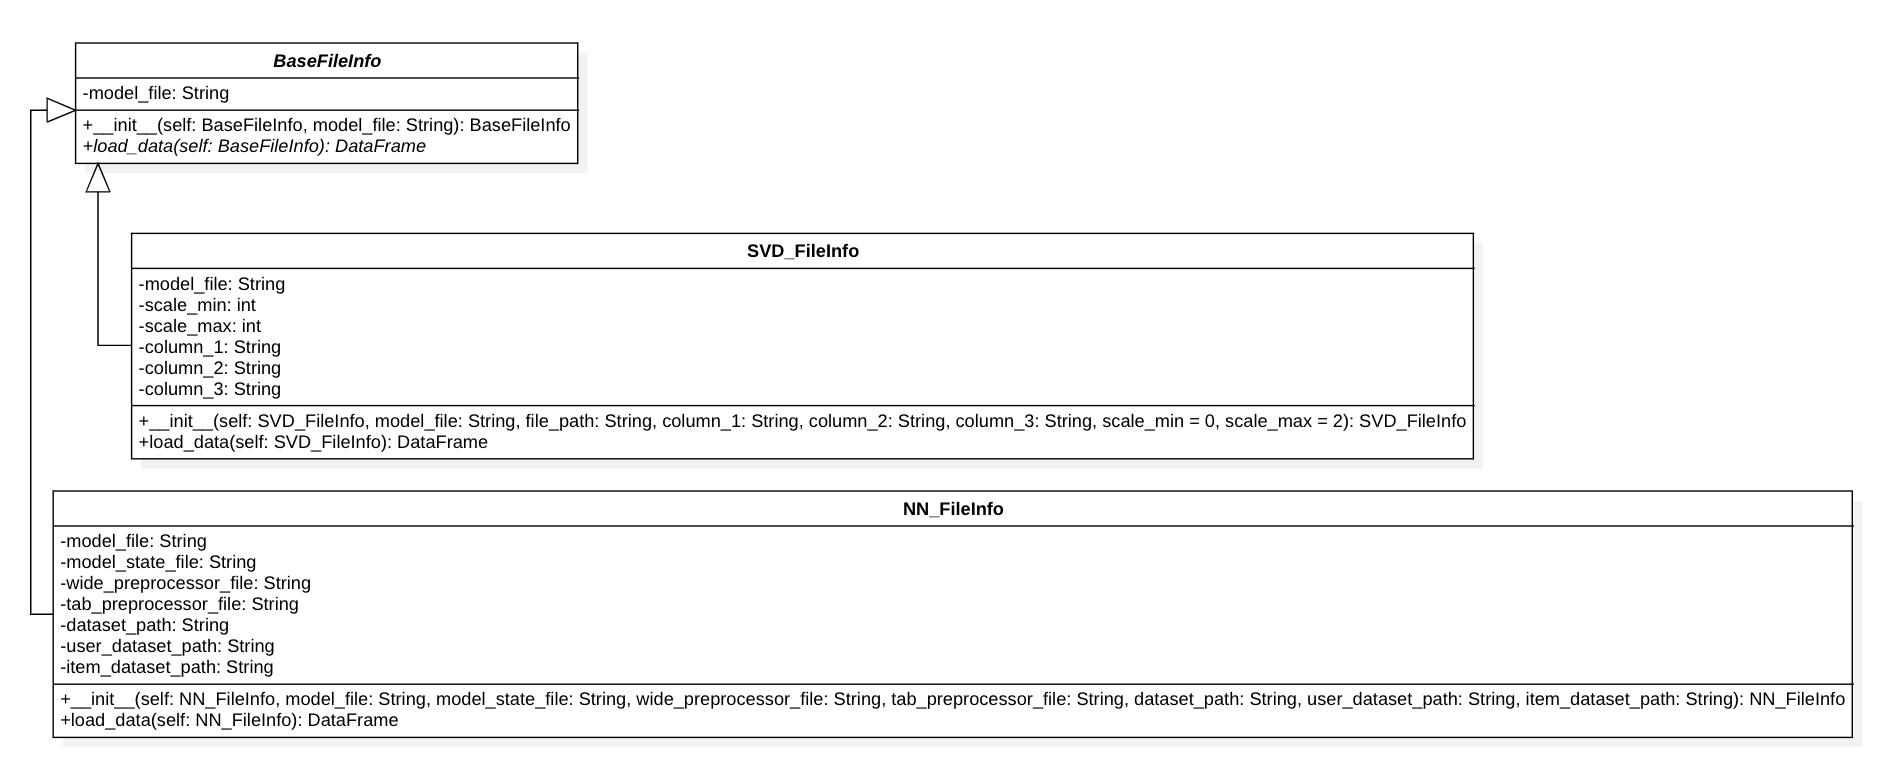 BaseFileInfo
-model_file: String
+__init__(self: BaseFileInfo, model_file: String): BaseFileInfo
+load_data(self: BaseFileInfo): DataFrame
SVD_FileInfo
-model_file: String
-scale_min: int
-scale_max: int
-column_1: String
-column_2: String
-column_3: String
+__init__(self: SVD_FileInfo, model_file: String, file_path: String, column_1: String, column_2: String, column_3: String, scale_min = 0, scale_max = 2): SVD_FileInfo
+load_data(self: SVD_FileInfo): DataFrame
NN_FileInfo
-model_file: String
-model_state_file: String
-wide_preprocessor_file: String
-tab_preprocessor_file: String
-dataset_path: String
-user_dataset_path: String
-item_dataset_path: String
+__init__(self: NN_FileInfo, model_file: String, model_state_file: String, wide_preprocessor_file: String, tab_preprocessor_file: String, dataset_path: String, user_dataset_path: String, item_dataset_path: String): NN_FileInfo
+load_data(self: NN_FileInfo): DataFrame